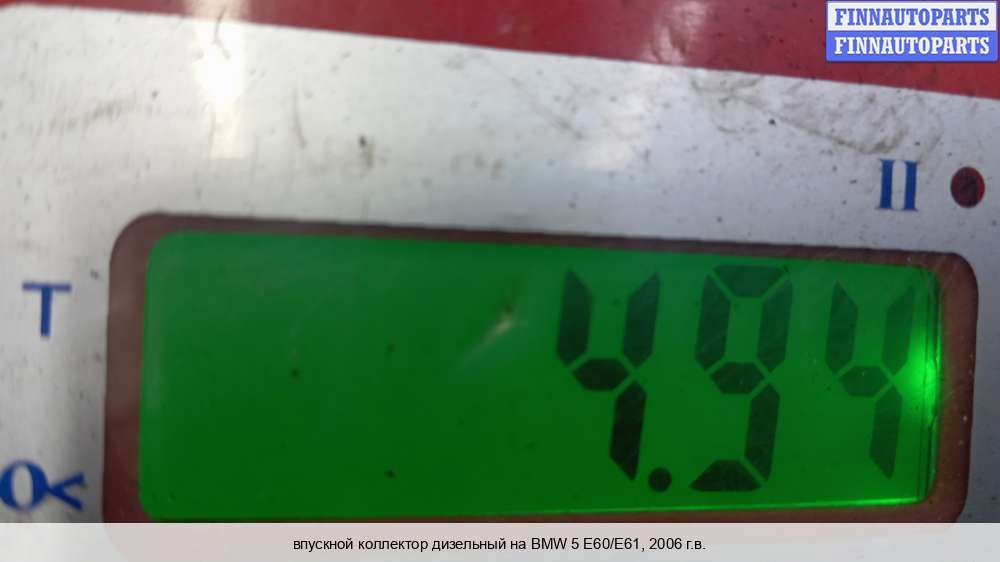 FINNAUTOPARTS
FINNAUTOPARTS
II
T
4.94
впускной коллектор дизельный на BMW 5 E60/E61, 2006 г.в.